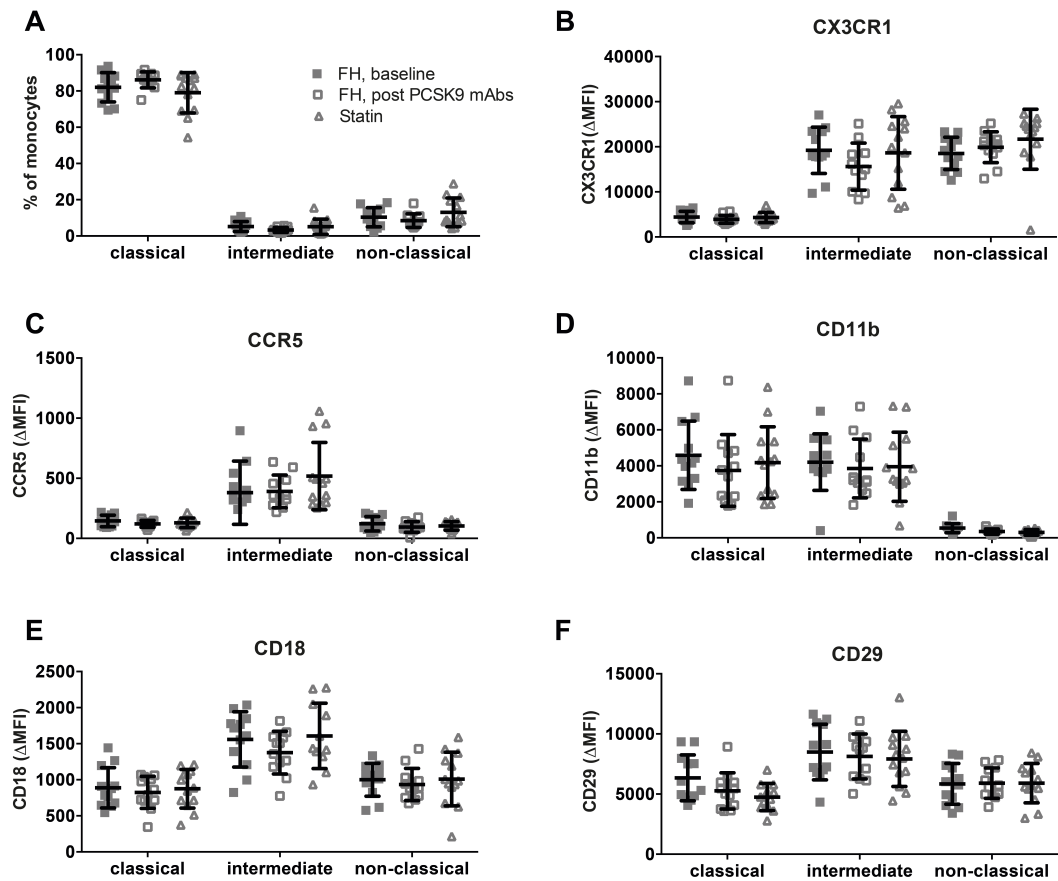 A
% of monocytes
100
80
60
40
20
0
classical intermediate non-classical
FH, baseline
FH, post PCSK9 mAbs
Statin
B
CX3CR1
CX3CR1(ΔMFI)
40000
30000
20000
10000
0
classical intermediate non-classical
C
CCR5
CCR5 (ΔMFI)
1500
1000
500
0
classical intermediate non-classical
D
CD11b
CD11b (ΔMFI)
10000
8000
6000
4000
2000
0
classical intermediate non-classical
E
CD18
CD18 (ΔMFI)
2500
2000
1500
1000
500
0
classical intermediate non-classical
F
CD29
CD29 (ΔMFI)
15000
10000
5000
0
classical intermediate non-classical